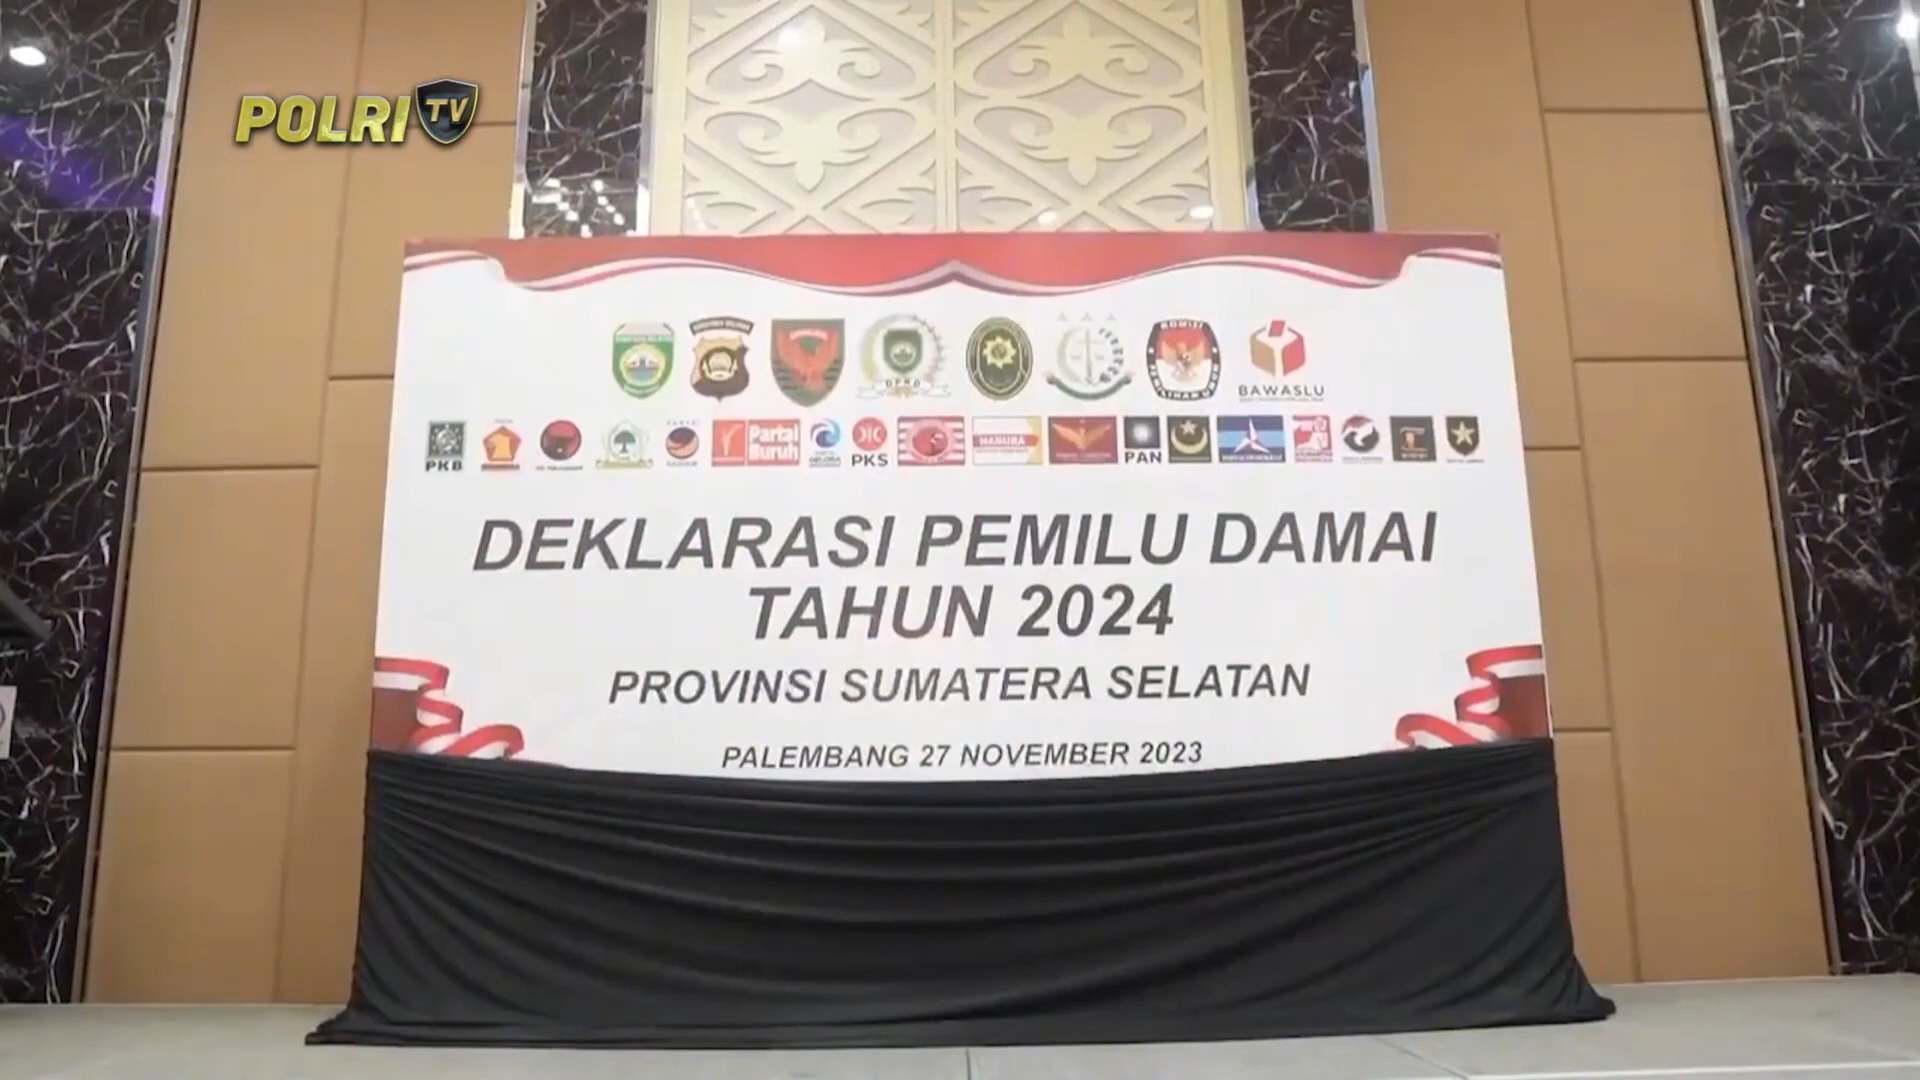 POLRI TV
KOMISI
BAWASLU
PKB
Partai Buruh
PKS
HANURA
PAN
DEKLARASI PEMILU DAMAI
TAHUN 2024
PROVINSI SUMATERA SELATAN
PALEMBANG 27 NOVEMBER 2023